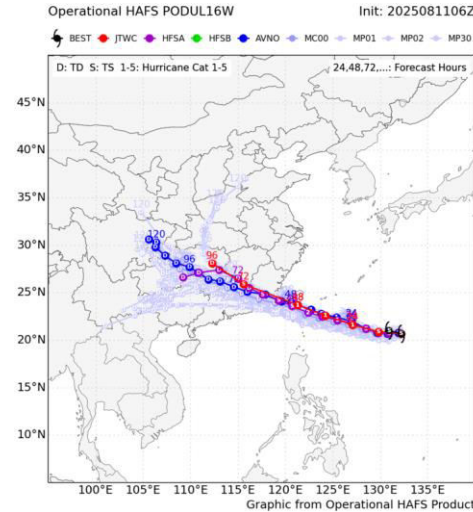 Operational HAFS PODUL16W Init: 2025081106Z
BEST JTWC HFSA HFSB AVNO MC00 MP01 MP02 MP30
D: TD S: TS 1-5: Hurricane Cat 1-5 24,48,72,...: Forecast Hours
45°N
40°N
120
120
35°N
120
120
30°N
96
96
72
25°N
48
24
20°N
15°N
10°N
100°E 105°E 110°E 115°E 120°E 125°E 130°E 135°E
Graphic from Operational HAFS Product